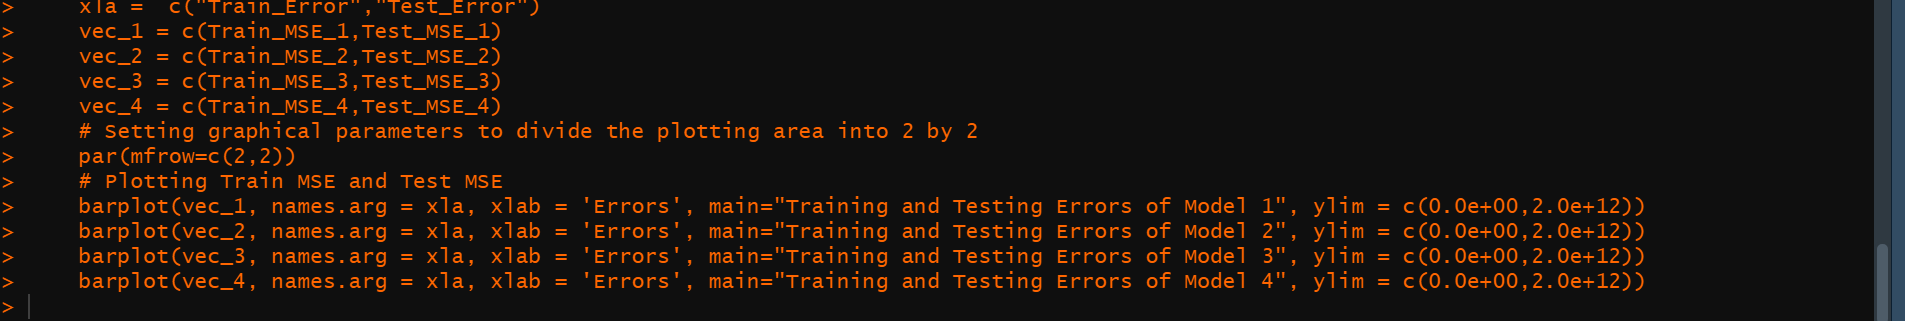 >     xla =  c("Train_Error","Test_Error")
>     vec_1 = c(Train_MSE_1,Test_MSE_1)
>     vec_2 = c(Train_MSE_2,Test_MSE_2)
>     vec_3 = c(Train_MSE_3,Test_MSE_3)
>     vec_4 = c(Train_MSE_4,Test_MSE_4)
>     # Setting graphical parameters to divide the plotting area into 2 by 2
>     par(mfrow=c(2,2))
>     # Plotting Train MSE and Test MSE
>     barplot(vec_1, names.arg = xla, xlab = 'Errors', main="Training and Testing Errors of Model 1", ylim = c(0.0e+00,2.0e+12))
>     barplot(vec_2, names.arg = xla, xlab = 'Errors', main="Training and Testing Errors of Model 2", ylim = c(0.0e+00,2.0e+12))
>     barplot(vec_3, names.arg = xla, xlab = 'Errors', main="Training and Testing Errors of Model 3", ylim = c(0.0e+00,2.0e+12))
>     barplot(vec_4, names.arg = xla, xlab = 'Errors', main="Training and Testing Errors of Model 4", ylim = c(0.0e+00,2.0e+12))
>